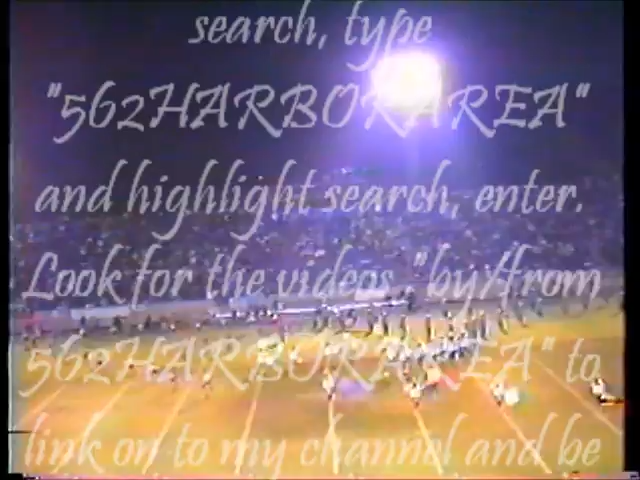 search, type
"562HARBORAREA"
and highlight search, enter.
Look for the videos ."by/from
562HARBORAREA" to
link on to my channel and be